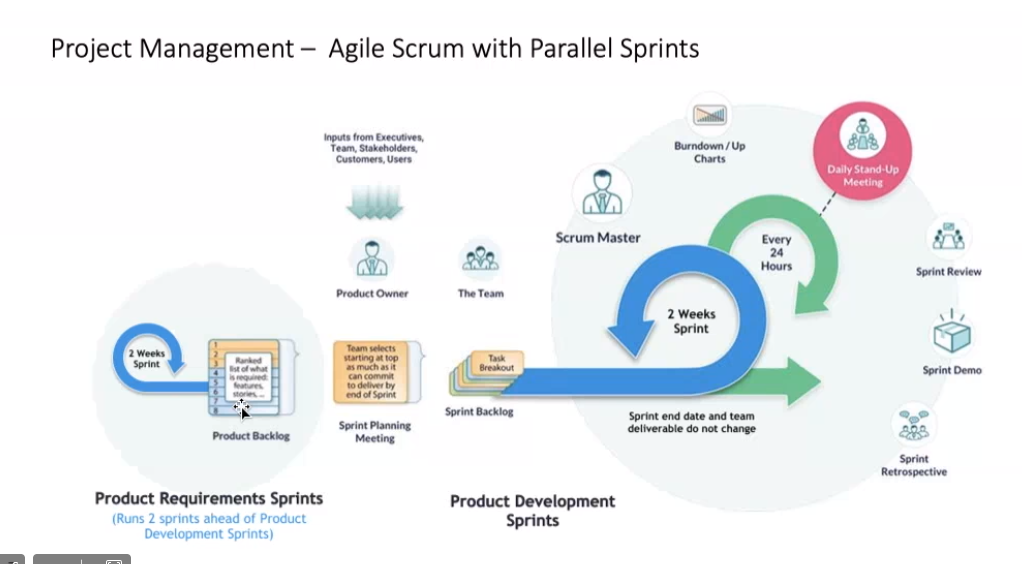 Project Management – Agile Scrum with Parallel Sprints
Inputs from Executives,
Team, Stakeholders,
Customers, Users
Product Owner
The Team
2 Weeks
Sprint
1
2
3
4
5
6
7
8
Ranked
list of what
is required:
features,
stories, ...
Product Backlog
Team selects
starting at top
as much as it
can commit
to deliver by
end of Sprint
Sprint Planning
Meeting
Task
Breakout
Sprint Backlog
Scrum Master
Burndown / Up
Charts
Daily Stand-Up
Meeting
Every
24
Hours
2 Weeks
Sprint
Sprint Review
Sprint Demo
Sprint end date and team
deliverable do not change
Sprint
Retrospective
Product Requirements Sprints
(Runs 2 sprints ahead of Product
Development Sprints)
Product Development
Sprints